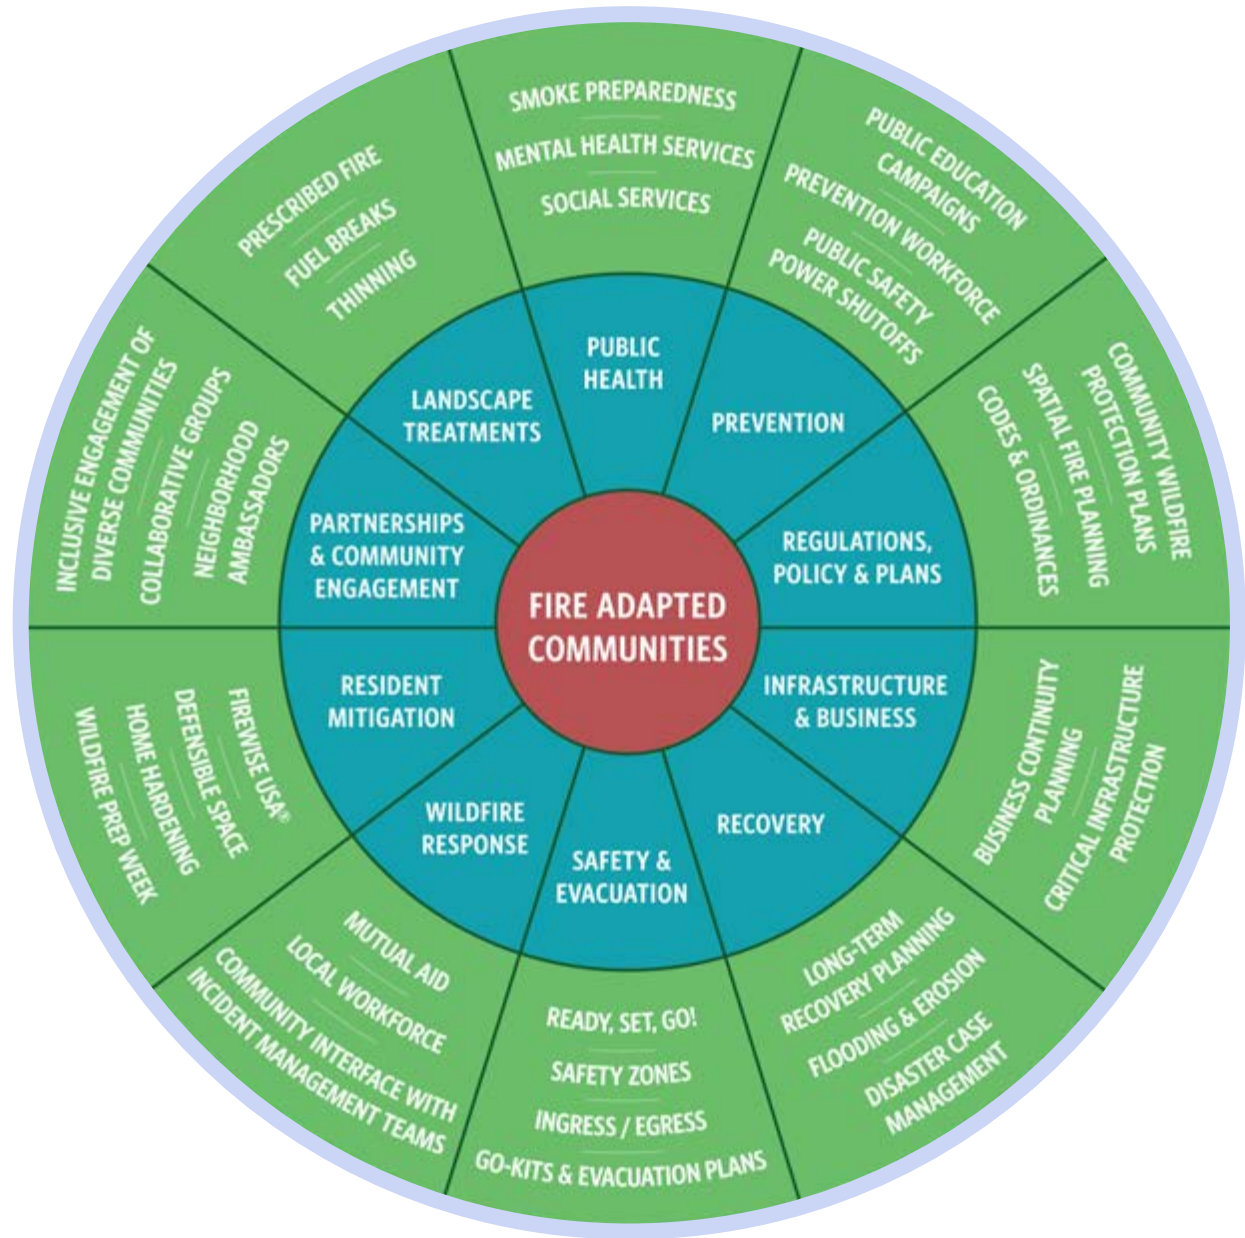 FIRE ADAPTED
COMMUNITIES
PUBLIC
HEALTH
SMOKE PREPAREDNESS
MENTAL HEALTH SERVICES
SOCIAL SERVICES
PREVENTION
PUBLIC EDUCATION
CAMPAIGNS
PREVENTION WORKFORCE
PUBLIC SAFETY
POWER SHUTOFFS
REGULATIONS,
POLICY & PLANS
COMMUNITY WILDFIRE
PROTECTION PLANS
SPATIAL FIRE PLANNING
CODES & ORDINANCES
INFRASTRUCTURE
& BUSINESS
BUSINESS CONTINUITY
PLANNING
CRITICAL INFRASTRUCTURE
PROTECTION
RECOVERY
LONG-TERM
RECOVERY PLANNING
FLOODING & EROSION
DISASTER CASE
MANAGEMENT
SAFETY &
EVACUATION
READY, SET, GO!
SAFETY ZONES
INGRESS / EGRESS
GO-KITS & EVACUATION PLANS
WILDFIRE
RESPONSE
MUTUAL AID
LOCAL WORKFORCE
COMMUNITY INTERFACE WITH
INCIDENT MANAGEMENT TEAMS
RESIDENT
MITIGATION
FIREWISE USA®
DEFENSIBLE SPACE
HOME HARDENING
WILDFIRE PREP WEEK
PARTNERSHIPS
& COMMUNITY
ENGAGEMENT
INCLUSIVE ENGAGEMENT OF
DIVERSE COMMUNITIES
COLLABORATIVE GROUPS
NEIGHBORHOOD
AMBASSADORS
LANDSCAPE
TREATMENTS
PRESCRIBED FIRE
FUEL BREAKS
THINNING